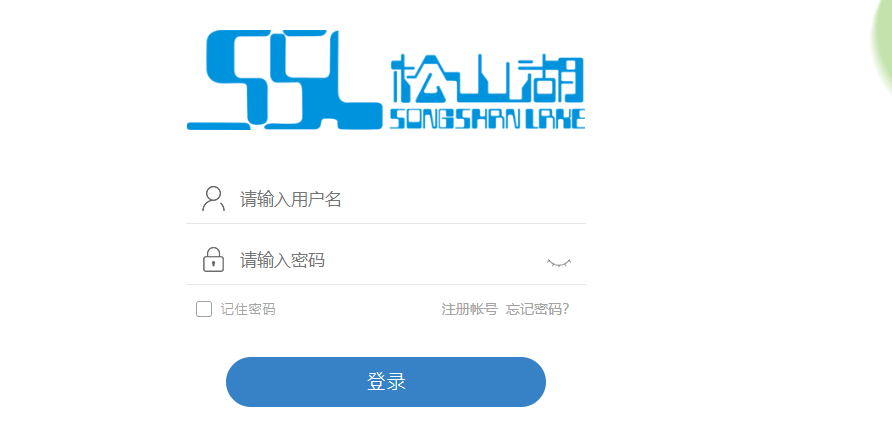 SSL
松山湖
SONGSHAN LAKE
请输入用户名
请输入密码
记住密码 注册帐号 忘记密码?
登录